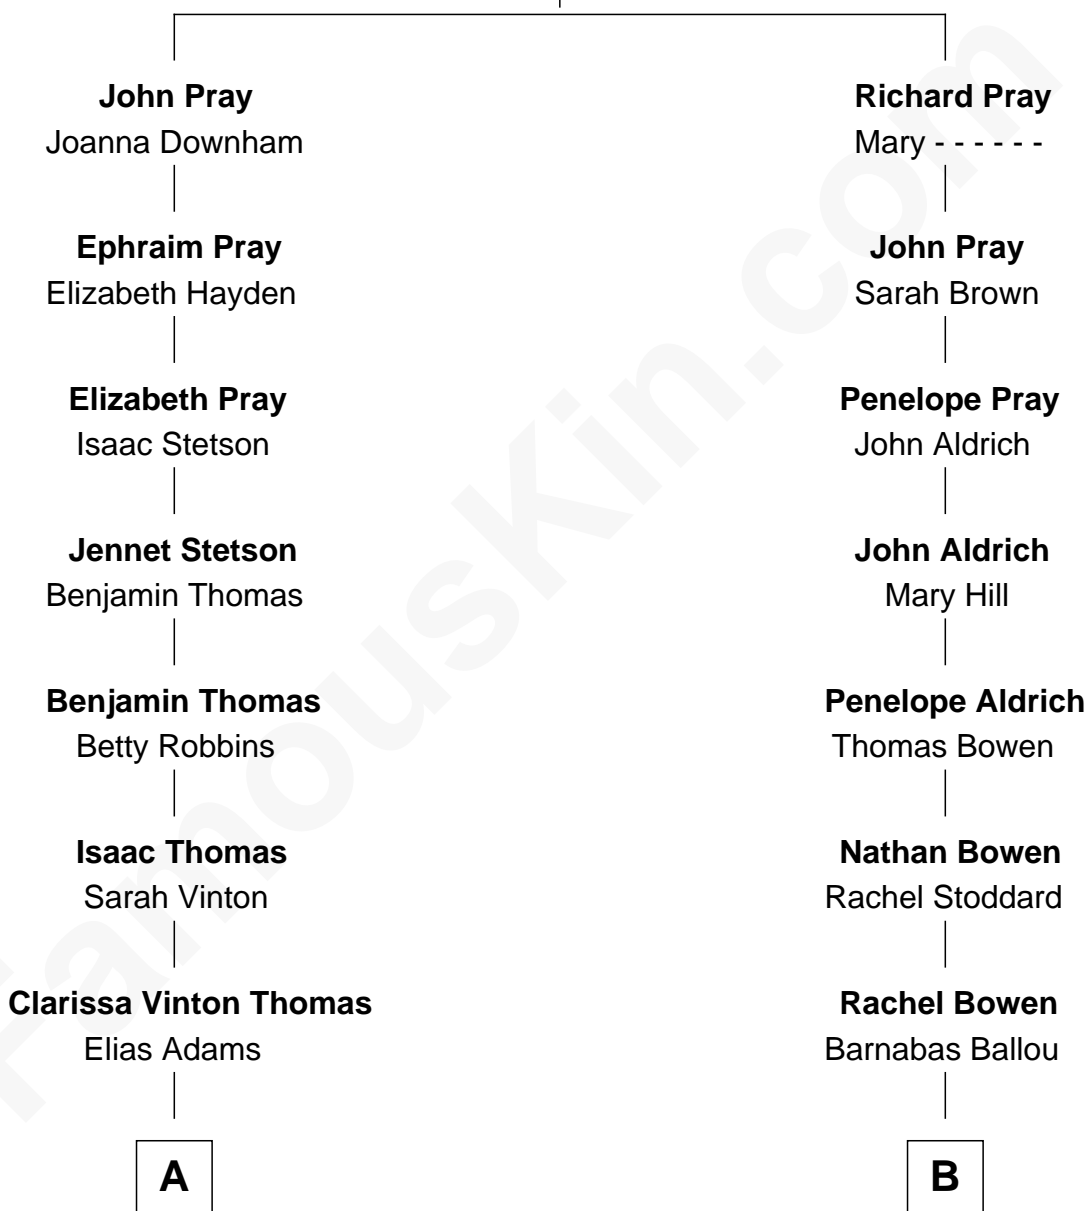 John Pray
Joanna Downham
Richard Pray
Mary - - - - - -
Ephraim Pray
Elizabeth Hayden
John Pray
Sarah Brown
Elizabeth Pray
Isaac Stetson
Penelope Pray
John Aldrich
Jennet Stetson
Benjamin Thomas
John Aldrich
Mary Hill
Benjamin Thomas
Betty Robbins
Penelope Aldrich
Thomas Bowen
Isaac Thomas
Sarah Vinton
Nathan Bowen
Rachel Stoddard
Clarissa Vinton Thomas
Elias Adams
Rachel Bowen
Barnabas Ballou
A
B
FamousKin.com